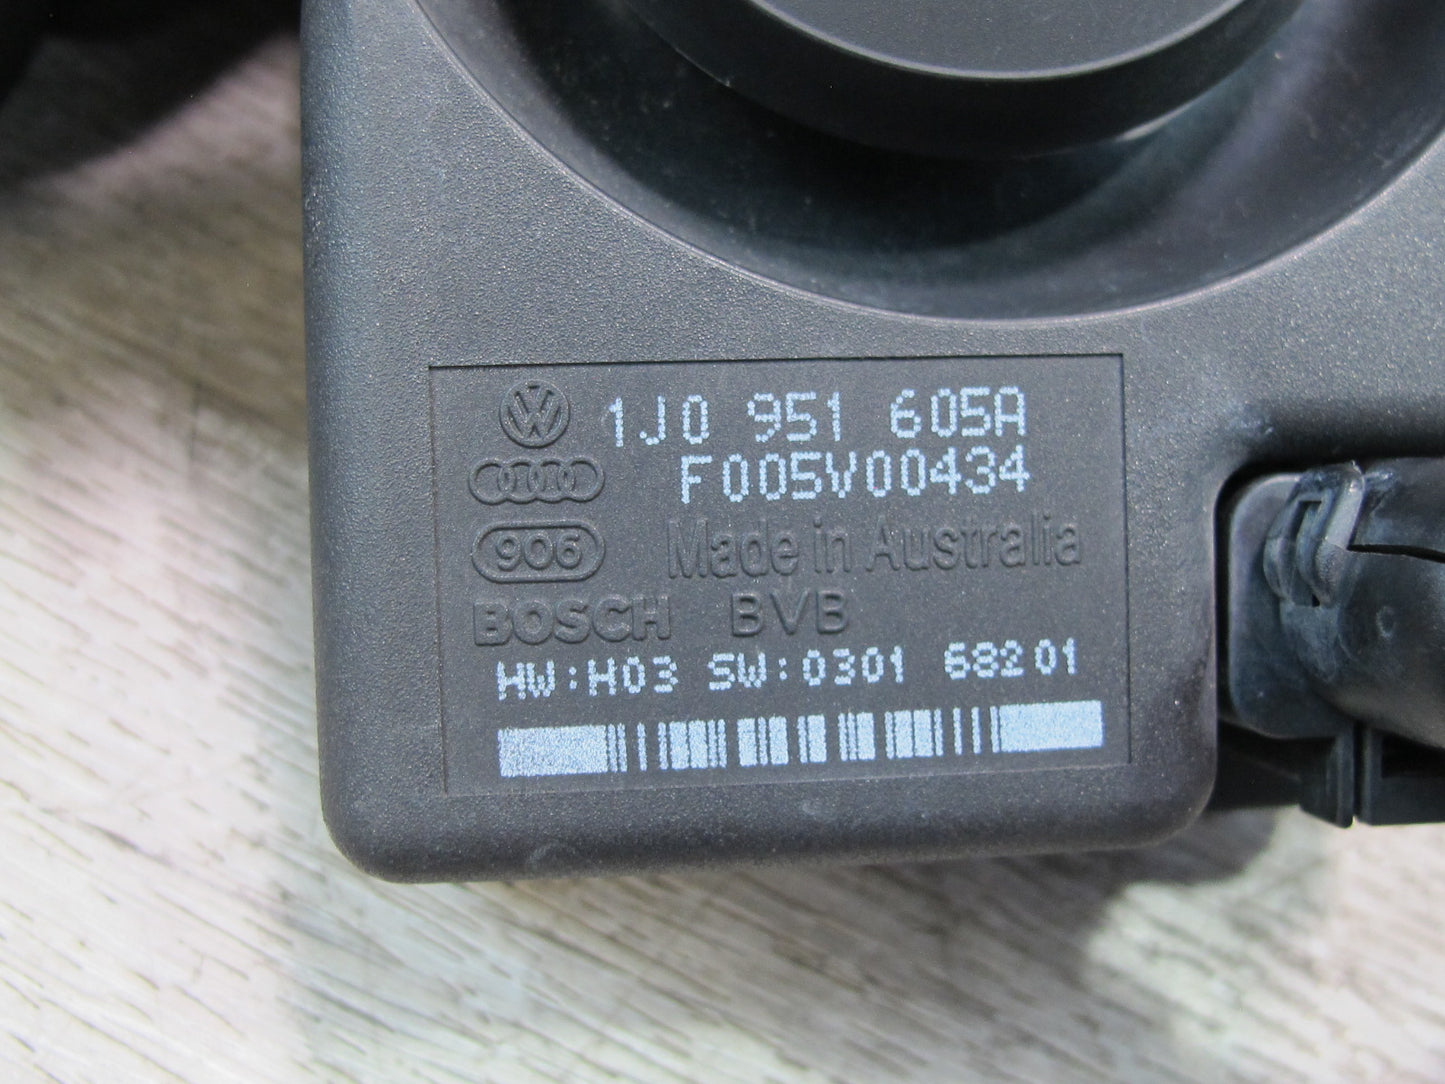 1J0 951 605A
F005V00434
906 Made in Australia
BOSCH BVB
HW:H03 SW:0301 68201